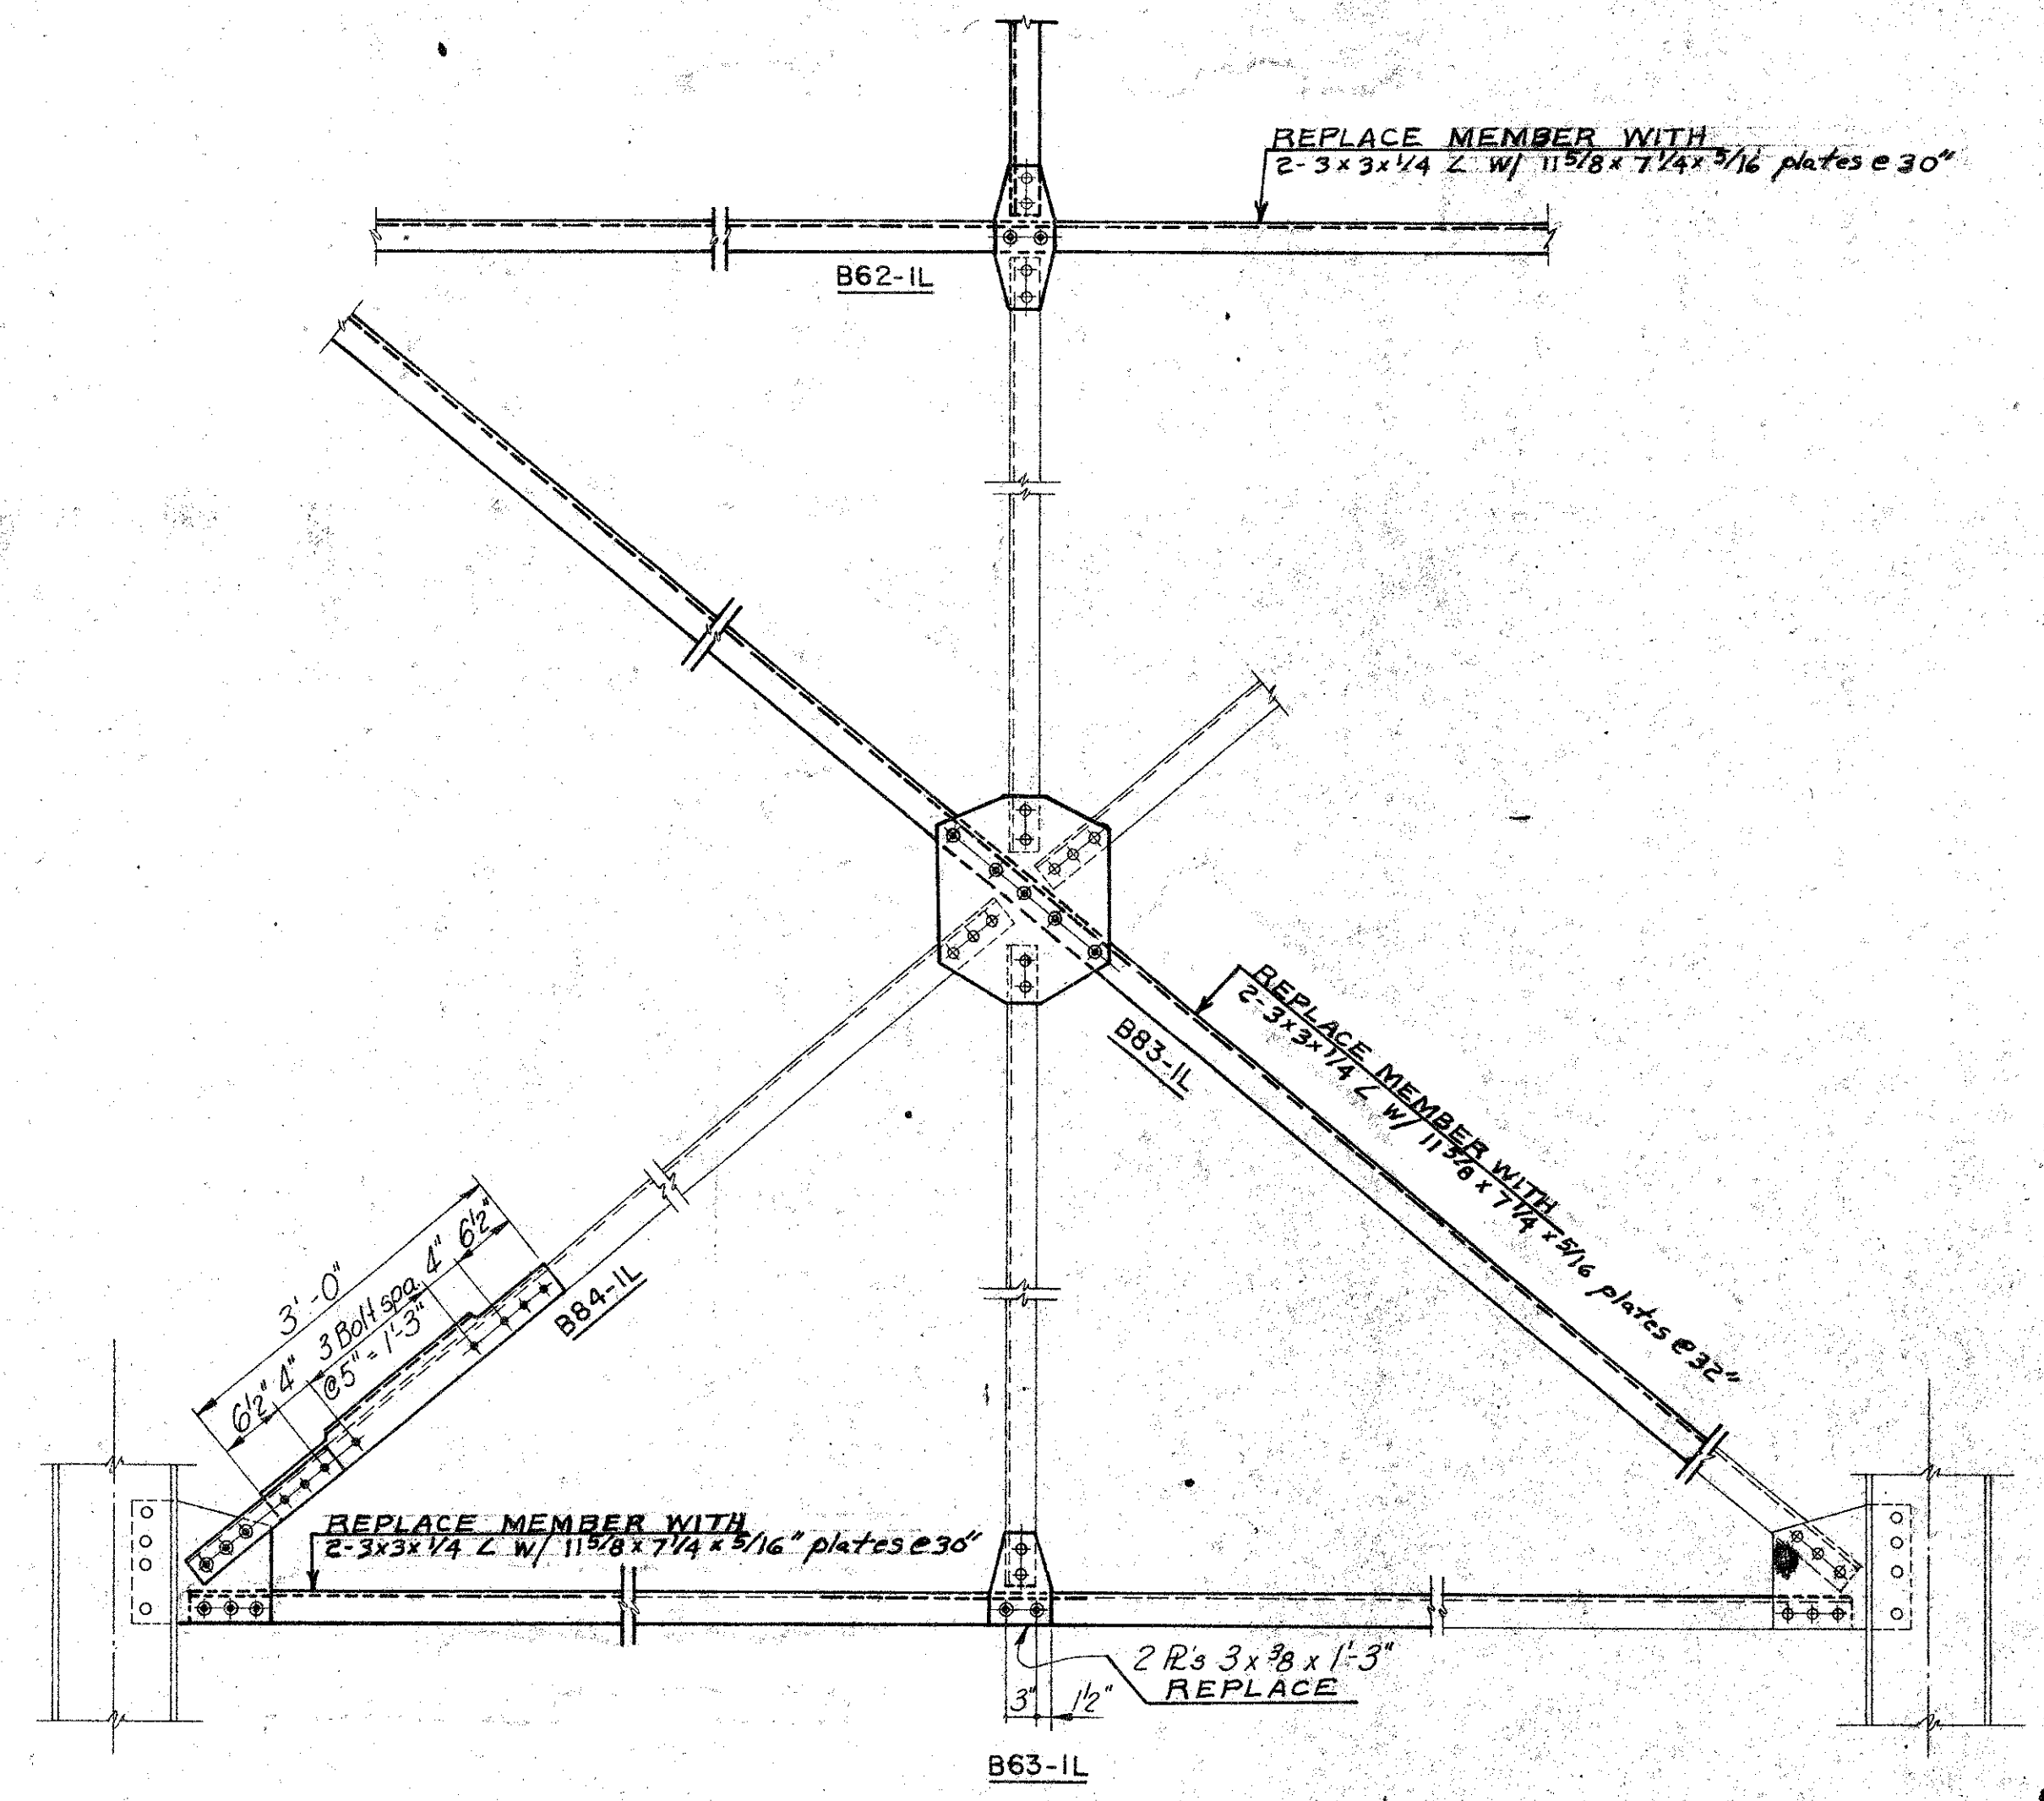 REPLACE MEMBER WITH
2-3x3x1/4 ∠ W/ 11 5/8 x 7 1/4 x 5/16 plates @ 30"
B62-1L
REPLACE MEMBER WITH
2-3x3x1/4 ∠ W/ 11 5/8 x 7 1/4 x 5/16 plates @ 32"
B83-1L
3'-0"
6 1/2" 4" 3 Bolt spa. 4" 6 1/2"
@5" = 1'-3"
B84-1L
REPLACE MEMBER WITH
2-3x3x1/4 ∠ W/ 11 5/8 x 7 1/4 x 5/16" plates @ 30"
2 PL's 3 x 3/8 x 1'-3"
REPLACE
3" 1 1/2"
B63-1L